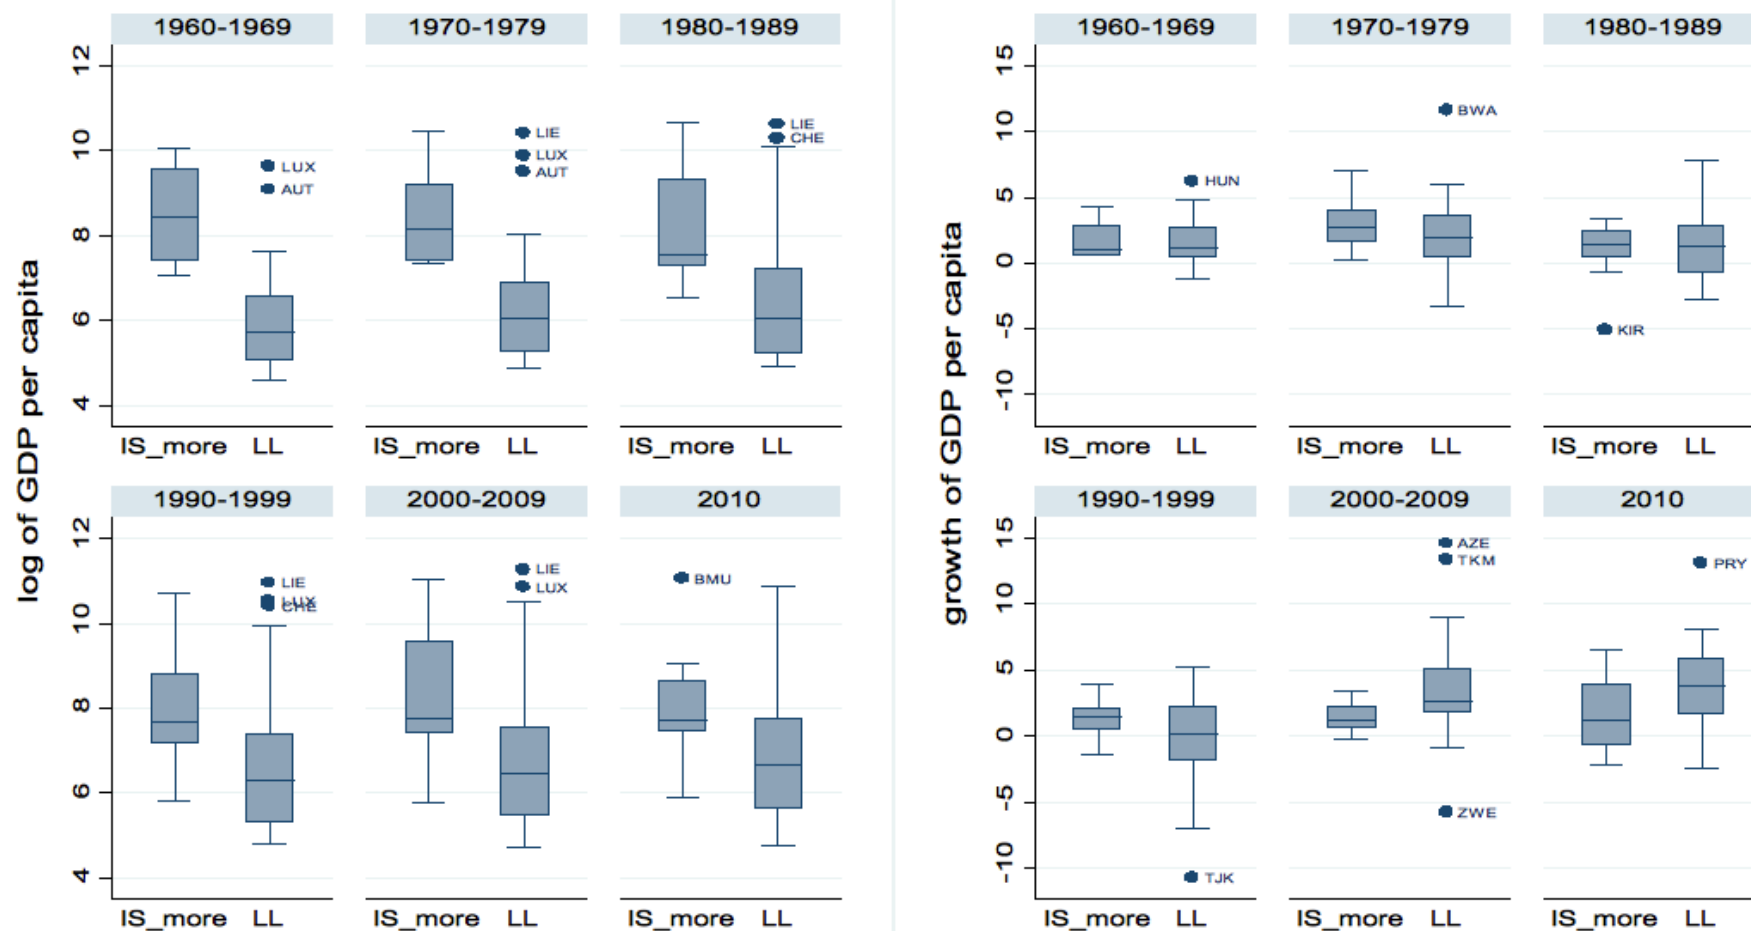 log of GDP per capita
1960-1969
1970-1979
1980-1989
12
10
8
6
4
LUX
AUT
LIE
LUX
AUT
LIE
CHE
IS_more LL
IS_more LL
IS_more LL
1990-1999
2000-2009
2010
12
10
8
6
4
LIE
LUX
CHE
LIE
LUX
BMU
IS_more LL
IS_more LL
IS_more LL
growth of GDP per capita
1960-1969
1970-1979
1980-1989
15
10
5
0
-5
-10
HUN
BWA
KIR
IS_more LL
IS_more LL
IS_more LL
1990-1999
2000-2009
2010
15
10
5
0
-5
-10
TJK
AZE
TKM
ZWE
PRY
IS_more LL
IS_more LL
IS_more LL